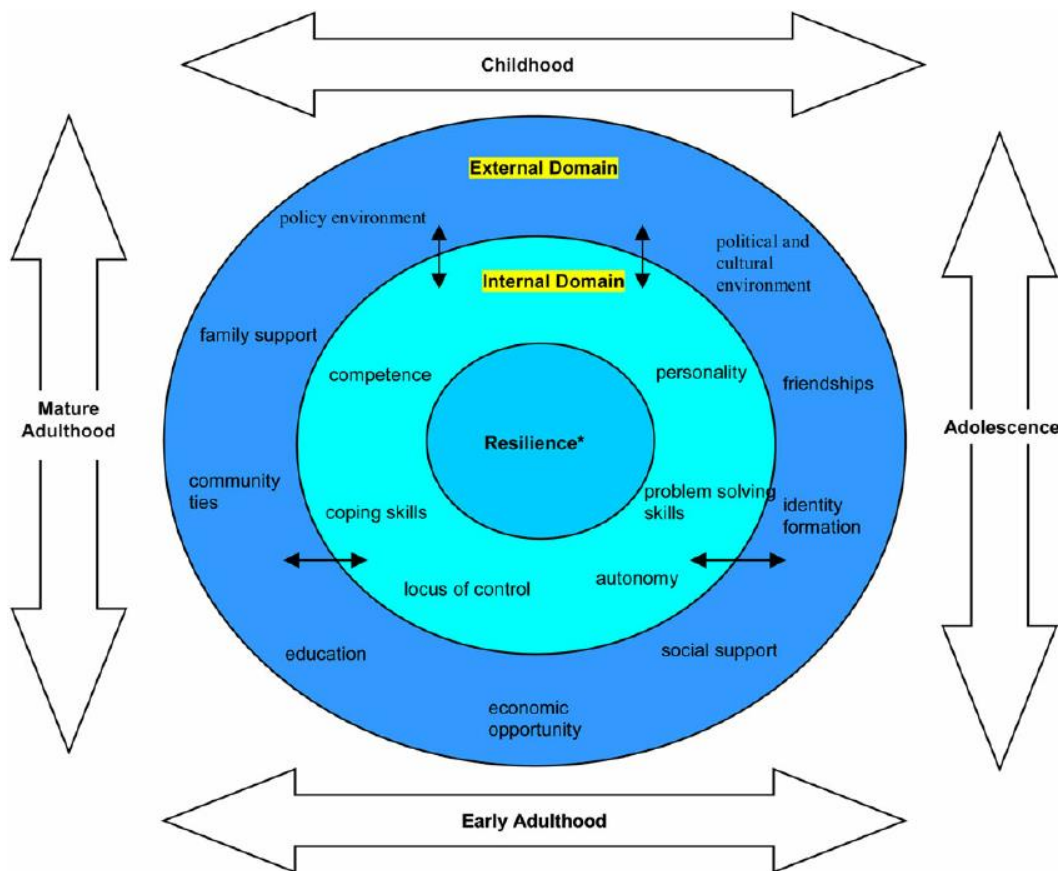 Childhood
External Domain
policy environment
political and
cultural
environment
Internal Domain
family support
competence
personality
friendships
Mature
Adulthood
Resilience*
Adolescence
community
ties
coping skills
problem solving
skills
identity
formation
locus of control
autonomy
education
social support
economic
opportunity
Early Adulthood